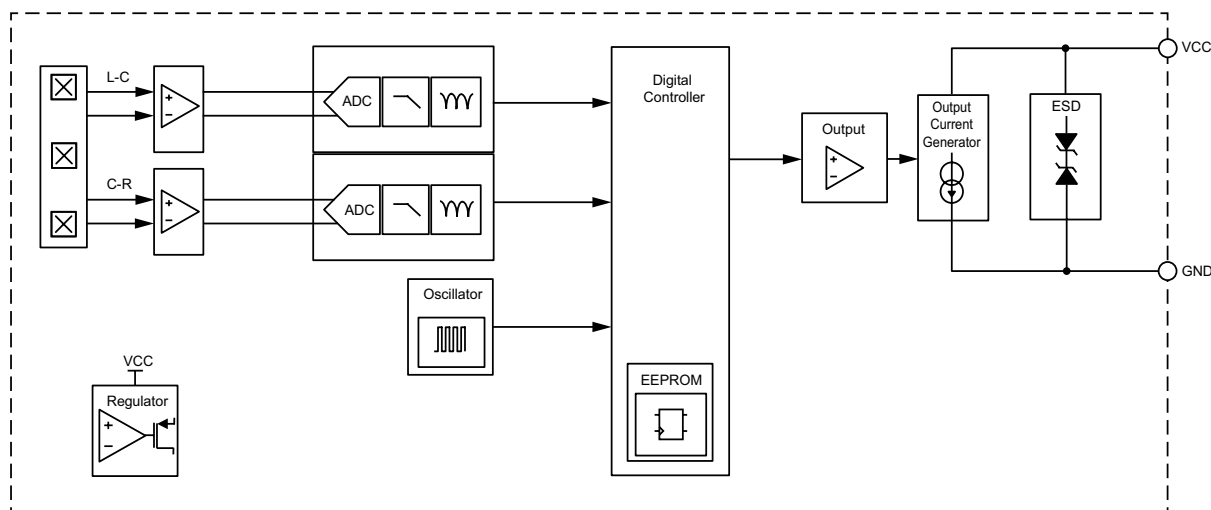 VCC
L-C
ADC
Digital
Controller
Output
Output
Current
Generator
ESD
C-R
ADC
GND
Oscillator
VCC
Regulator
EEPROM